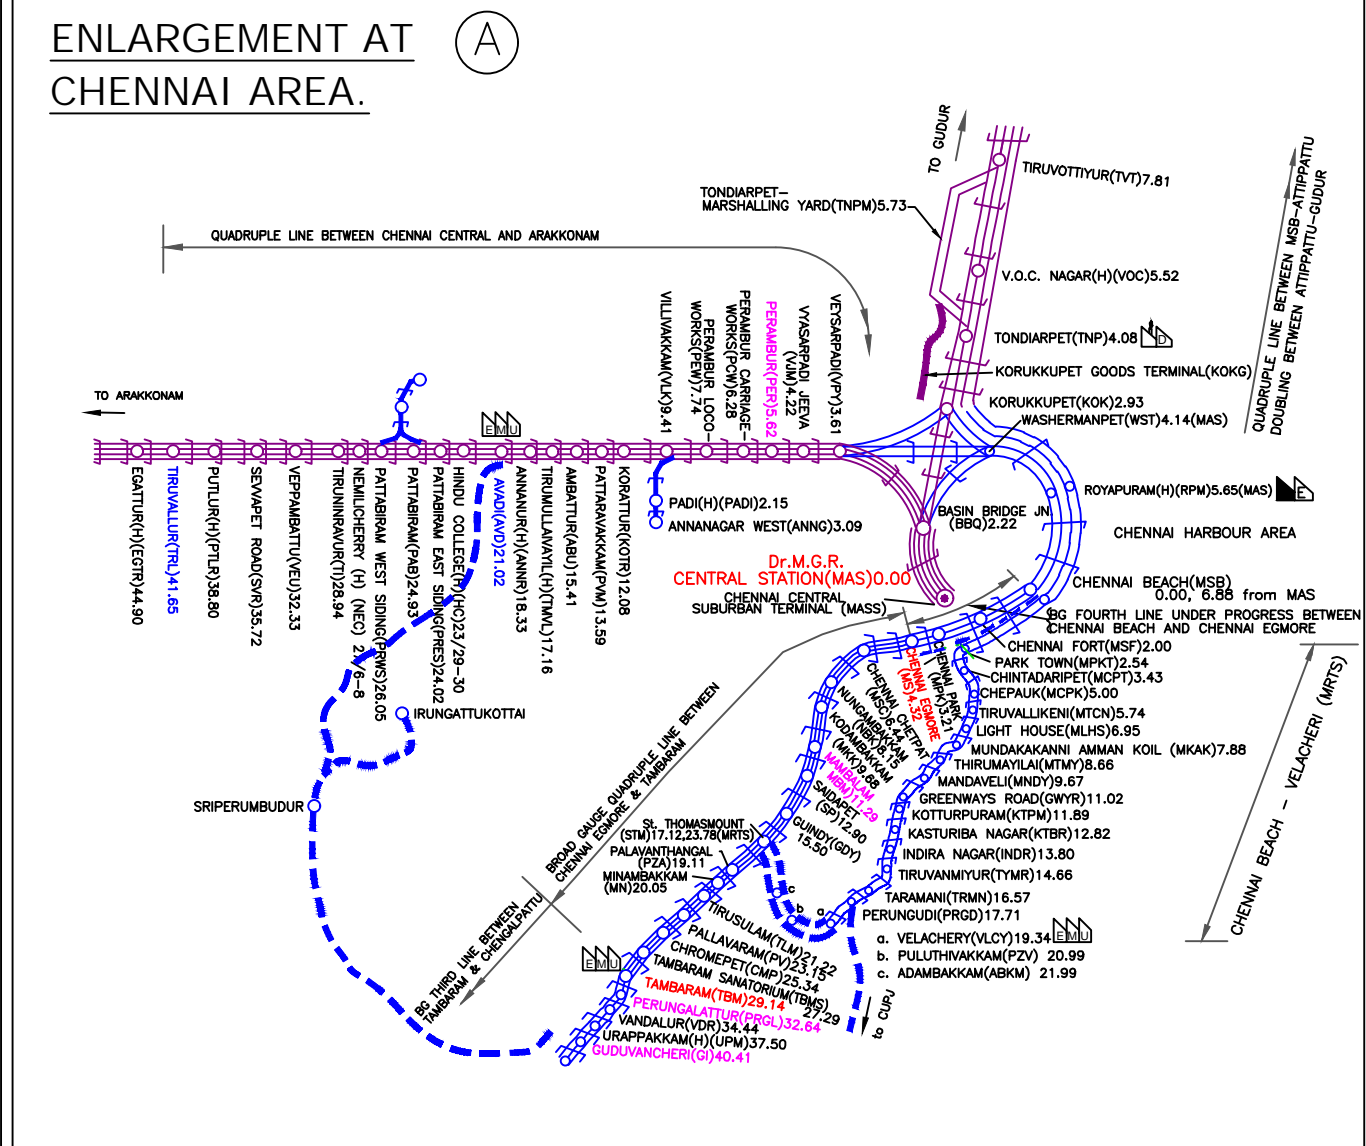 ENLARGEMENT AT
CHENNAI AREA.
A
TO GUDUR
TIRUVOTTIYUR(TVT)7.81
TONDIARPET-
MARSHALLING YARD(TNPM)5.73
QUADRUPLE LINE BETWEEN CHENNAI CENTRAL AND ARAKKONAM
V.O.C. NAGAR(H)(VOC)5.52
TONDIARPET(TNP)4.08
D
KORUKKUPET GOODS TERMINAL(KOKG)
KORUKKUPET(KOK)2.93
WASHERMANPET(WST)4.14(MAS)
QUADRUPLE LINE BETWEEN MSB-ATTIPPATTU
DOUBLING BETWEEN ATTIPPATTU-GUDUR
TO ARAKKONAM
VILLIVAKKAM(VLK)9.41
PERAMBUR LOCO-
WORKS(PEW)7.74
PERAMBUR CARRIAGE-
WORKS(PCW)6.28
PERAMBUR(PER)5.62
VYASARPADI JEEVA
(VJM)4.22
VEYSARPADI(VPY)3.61
EMU
EGATTUR(H)(EGTR)44.90
TIRUVALLUR(TRL)41.65
PUTLUR(H)(PTLR)38.80
SEVVAPET ROAD(SVR)35.72
VEPPAMBATTU(VEU)32.33
TIRUNINRAVUR(TI)28.94
NEMILICHERRY (H) (NEC) 27/6-8
PATTABIRAM WEST SIDING(PRWS)26.05
PATTABIRAM(PAB)24.93
PATTABIRAM EAST SIDING(PRES)24.02
HINDU COLLEGE(H)(HC)23/29-30
AVADI(AVD)21.02
ANNANUR(H)(ANNR)18.33
TIRUMULLAIVAYIL(H)(TMVL)17.16
AMBATTUR(ABU)15.41
PATTARAVAKKAM(PVM)13.59
KORATTUR(KOTR)12.08
PADI(H)(PADI)2.15
ANNANAGAR WEST(ANNG)3.09
BASIN BRIDGE JN.
(BBQ)2.22
ROYAPURAM(H)(RPM)5.65(MAS)
E
CHENNAI HARBOUR AREA
Dr.M.G.R.
CENTRAL STATION(MAS)0.00
CHENNAI CENTRAL
SUBURBAN TERMINAL (MASS)
CHENNAI BEACH(MSB)
0.00, 6.88 from MAS
BG FOURTH LINE UNDER PROGRESS BETWEEN
CHENNAI BEACH AND CHENNAI EGMORE
CHENNAI FORT(MSF)2.00
PARK TOWN(MPKT)2.54
CHINTADARIPET(MCPT)3.43
CHEPAUK(MCPK)5.00
TIRUVALLIKENI(MTCN)5.74
LIGHT HOUSE(MLHS)6.95
MUNDAKAKANNI AMMAN KOIL (MKAK)7.88
THIRUMAYILAI(MTMY)8.66
MANDAVELI(MNDY)9.67
GREENWAYS ROAD(GWYR)11.02
KOTTURPURAM(KTPM)11.89
KASTURIBA NAGAR(KTBR)12.82
INDIRA NAGAR(INDR)13.80
TIRUVANMIYUR(TYMR)14.66
TARAMANI(TRMN)16.57
PERUNGUDI(PRGD)17.71
a. VELACHERY(VLCY)19.34
EMU
b. PULUTHIVAKKAM(PZV) 20.99
c. ADAMBAKKAM(ABKM) 21.99
CHENNAI BEACH - VELACHERI (MRTS)
CHENNAI PARK
(MPK)3.21
CHENNAI EGMORE
(MS)4.32
CHENNAI CHETPAT
(MSC)6.44
NUNGAMBAKKAM
(NBK)8.15
KODAMBAKKAM
(MKK)9.68
MAMBALAM
MBM)11.29
SAIDAPET
(SP)12.90
GUINDY(GDY)
15.50
St. THOMASMOUNT
(STM)17.12,23.78(MRTS)
PALAVANTHANGAL
(PZA)19.11
MINAMBAKKAM
(MN)20.05
c
b
a
to CUPJ
BROAD GAUGE QUADRUPLE LINE BETWEEN
CHENNAI EGMORE & TAMBARAM
IRUNGATTUKOTTAI
SRIPERUMBUDUR
BG THIRD LINE BETWEEN
TAMBARAM & CHENGALPATTU
EMU
TIRUSULAM(TLM)21.22
PALLAVARAM(PV)23.15
CHROMEPET(CMP)25.34
TAMBARAM SANATORIUM(TBMS)
27.29
TAMBARAM(TBM)29.14
PERUNGALATTUR(PRGL)32.64
VANDALUR(VDR)34.44
URAPPAKKAM(H)(UPM)37.50
GUDUVANCHERI(GI)40.41